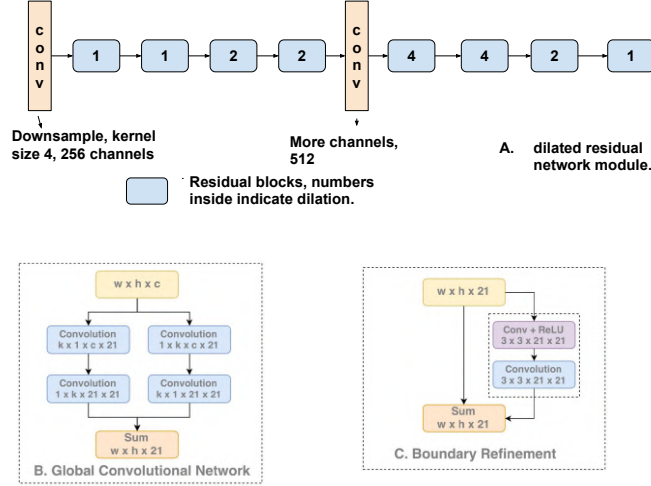 c
o
n
v
1
1
2
2
c
o
n
v
4
4
2
1
Downsample, kernel
size 4, 256 channels
More channels,
512
A. dilated residual
network module.
Residual blocks, numbers
inside indicate dilation.
w x h x c
Convolution
k x 1 x c x 21
Convolution
1 x k x c x 21
Convolution
1 x k x 21 x 21
Convolution
k x 1 x 21 x 21
Sum
w x h x 21
B. Global Convolutional Network
w x h x 21
Conv + ReLU
3 x 3 x 21 x 21
Convolution
3 x 3 x 21 x 21
Sum
w x h x 21
C. Boundary Refinement